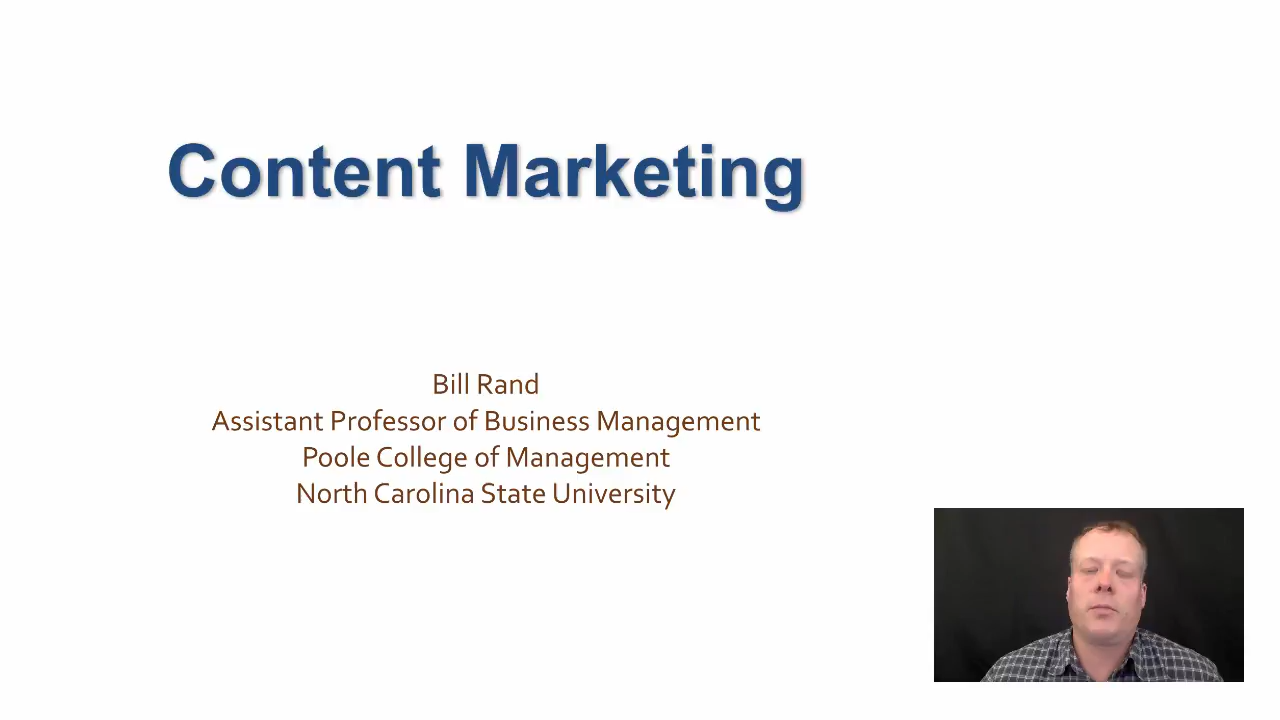 Content Marketing
Bill Rand
Assistant Professor of Business Management
Poole College of Management
North Carolina State University